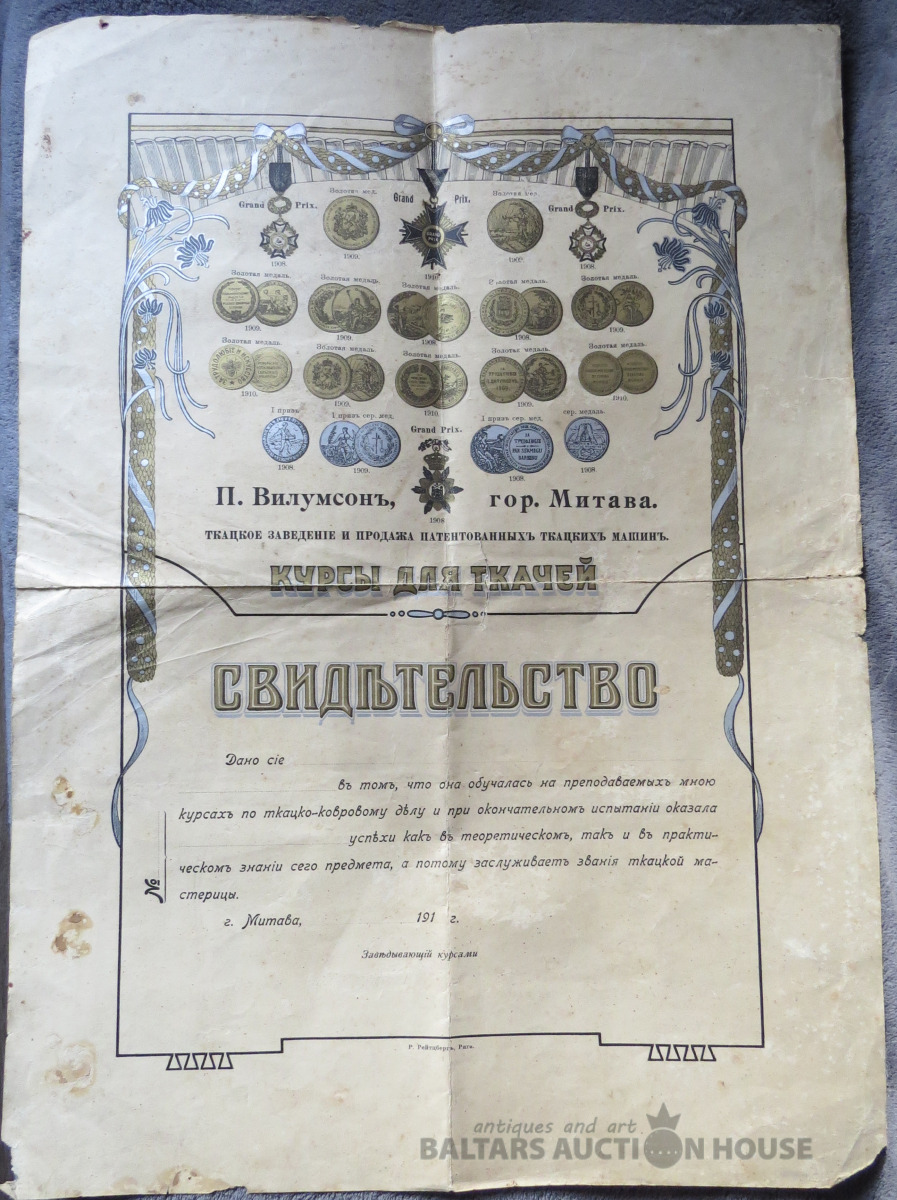 Золотая мед. Золотая мед.
Grand Prix. Grand Prix. Grand Prix.
1908. 1909. 1910. 190 . 1908.
Золотая медаль. Золотая медаль. Золотая медаль. Золотая медаль. Золотая медаль.
1909. 1909. 1908 1908. 1909.
Золотая медаль. Золотая медаль. Золотая медаль. Золотая медаль. Золотая медаль.
ЗА ТРУДОЛЮБІЕ И ИСКУССТВО
1910. 1909. 1910. 1909. 1910.
I призъ I призъ сер. мед. Grand Prix. I призъ сер. мед. сер. медаль.
1908. 1909. 1908 1908. 1908.
П. Вилумсонъ, гор. Митава.
ТКАЦКОЕ ЗАВЕДЕНІЕ И ПРОДАЖА ПАТЕНТОВАННЫХЪ ТКАЦКИХЪ МАШИНЪ.
КУРСЫ ДЛЯ ТКАЧЕЙ
СВИДѢТЕЛЬСТВО
Дано сіе
въ томъ, что она обучалась на преподаваемыхъ мною
курсахъ по ткацко-ковровому дѣлу и при окончательномъ испытаніи оказала
успѣхи какъ въ теоретическомъ, такъ и въ практи-
ческомъ знаніи сего предмета, а потому заслуживаетъ званія ткацкой ма-
стерицы.
№
г. Митава, 191 г.
Завѣдывающій курсами
Р. Рейтцбергъ, Рига.
antiques and art
BALTARS AUCTION HOUSE